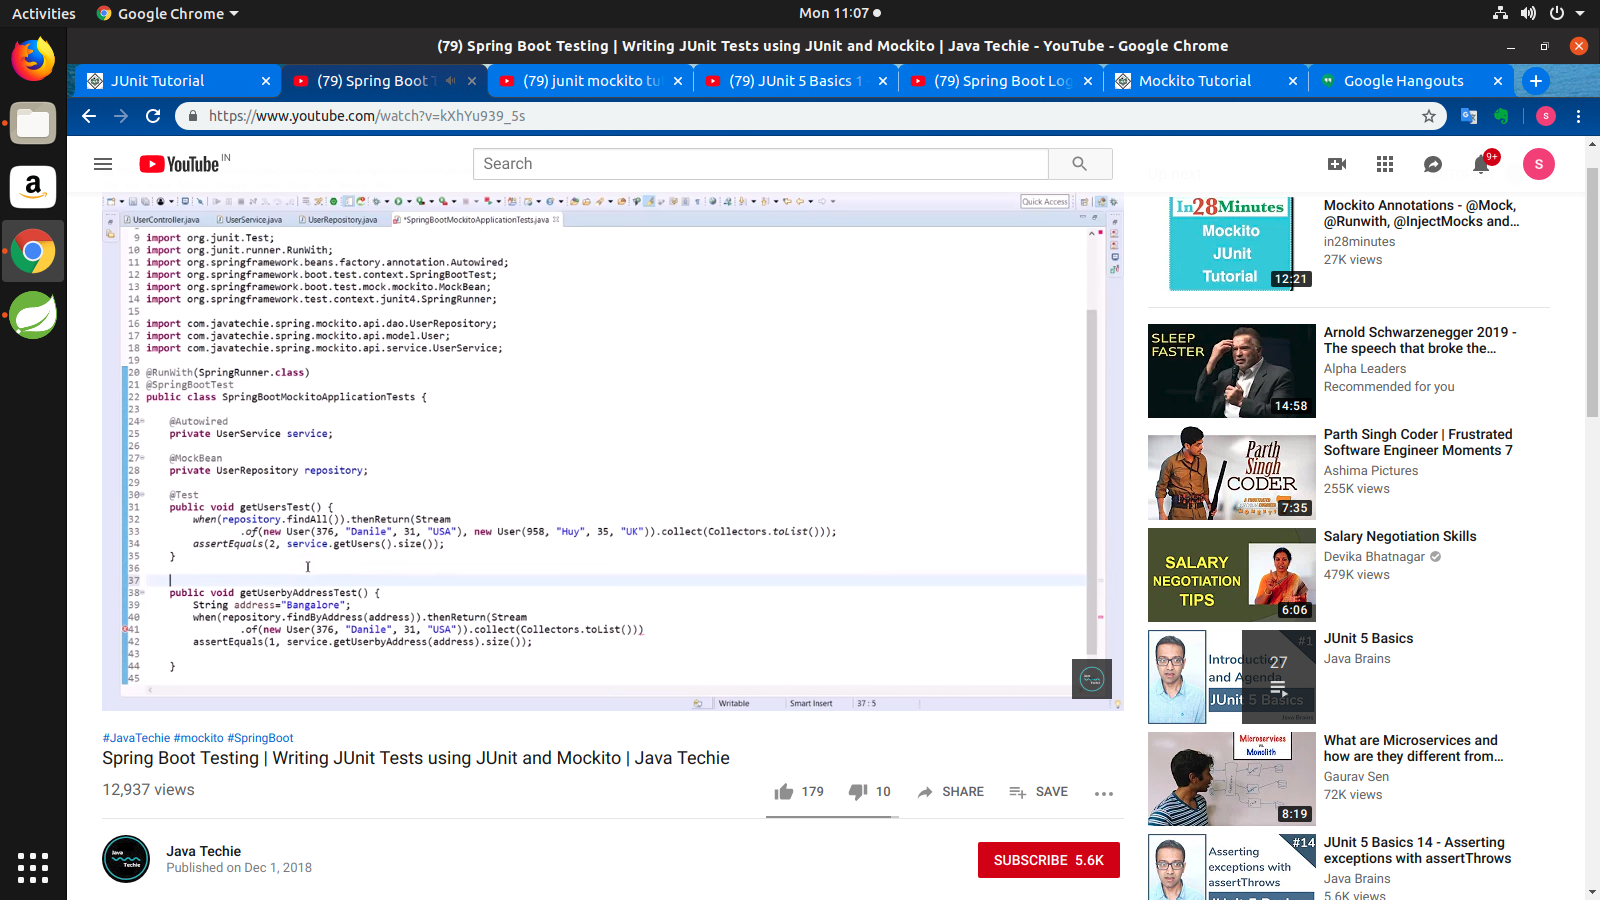 Activities Google Chrome Mon 11:07
(79) Spring Boot Testing | Writing JUnit Tests using JUnit and Mockito | Java Techie - YouTube - Google Chrome
JUnit Tutorial (79) Spring Boot T (79) junit mockito tu (79) JUnit 5 Basics 1 (79) Spring Boot Log Mockito Tutorial Google Hangouts
https://www.youtube.com/watch?v=kXhYu939_5s
S
YouTube IN
Search
9+
S
Quick Access
UserController.java UserService.java UserRepository.java *SpringBootMockitoApplicationTests.java
9 import org.junit.Test;
10 import org.junit.runner.RunWith;
11 import org.springframework.beans.factory.annotation.Autowired;
12 import org.springframework.boot.test.context.SpringBootTest;
13 import org.springframework.boot.test.mock.mockito.MockBean;
14 import org.springframework.test.context.junit4.SpringRunner;
15
16 import com.javatechie.spring.mockito.api.dao.UserRepository;
17 import com.javatechie.spring.mockito.api.model.User;
18 import com.javatechie.spring.mockito.api.service.UserService;
19
20 @RunWith(SpringRunner.class)
21 @SpringBootTest
22 public class SpringBootMockitoApplicationTests {
23
24 @Autowired
25 private UserService service;
26
27 @MockBean
28 private UserRepository repository;
29
30 @Test
31 public void getUsersTest() {
32 when(repository.findAll()).thenReturn(Stream
33 .of(new User(376, "Danile", 31, "USA"), new User(958, "Huy", 35, "UK")).collect(Collectors.toList()));
34 assertEquals(2, service.getUsers().size());
35 }
36
37
38 public void getUserbyAddressTest() {
39 String address="Bangalore";
40 when(repository.findByAddress(address)).thenReturn(Stream
41 .of(new User(376, "Danile", 31, "USA")).collect(Collectors.toList()))
42 assertEquals(1, service.getUserbyAddress(address).size());
43
44 }
45
Writable Smart Insert 37 : 5
#JavaTechie #mockito #SpringBoot
Spring Boot Testing | Writing JUnit Tests using JUnit and Mockito | Java Techie
12,937 views
179 10 SHARE SAVE
Java Techie
Java Techie
Published on Dec 1, 2018
SUBSCRIBE 5.6K
In28Minutes
Mockito
JUnit
Tutorial
12:21
Mockito Annotations - @Mock,
@Runwith, @InjectMocks and...
in28minutes
27K views
SLEEP
FASTER
14:58
Arnold Schwarzenegger 2019 -
The speech that broke the...
Alpha Leaders
Recommended for you
Parth
Singh
CODER
7:35
Parth Singh Coder | Frustrated
Software Engineer Moments 7
Ashima Pictures
255K views
SALARY
NEGOTIATION
TIPS
6:06
Salary Negotiation Skills
Devika Bhatnagar
479K views
#1
Introduction
and Agenda
JUnit 5 Basics
Java Brains
27
JUnit 5 Basics
Java Brains
Microservices
vs
Monolith
8:19
What are Microservices and
how are they different from...
Gaurav Sen
72K views
#14
Asserting
exceptions with
assertThrows
JUnit 5 Basics 14 - Asserting
exceptions with assertThrows
Java Brains
5.6K views